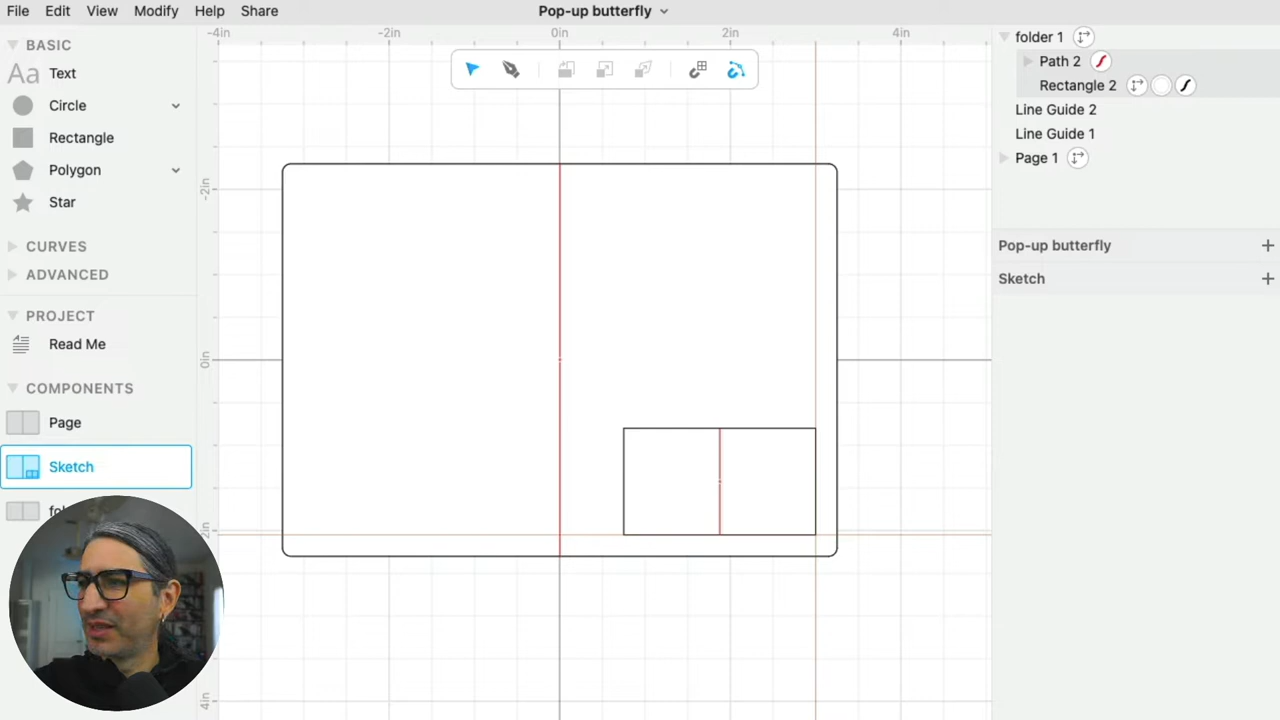 File Edit View Modify Help Share
Pop-up butterfly
BASIC
Aa Text
Circle
Rectangle
Polygon
Star
CURVES
ADVANCED
PROJECT
Read Me
COMPONENTS
Page
Sketch
-4in -2in 0in 2in 4in
-2in
0in
2in
4in
folder 1
Path 2
Rectangle 2
Line Guide 2
Line Guide 1
Page 1
Pop-up butterfly
Sketch